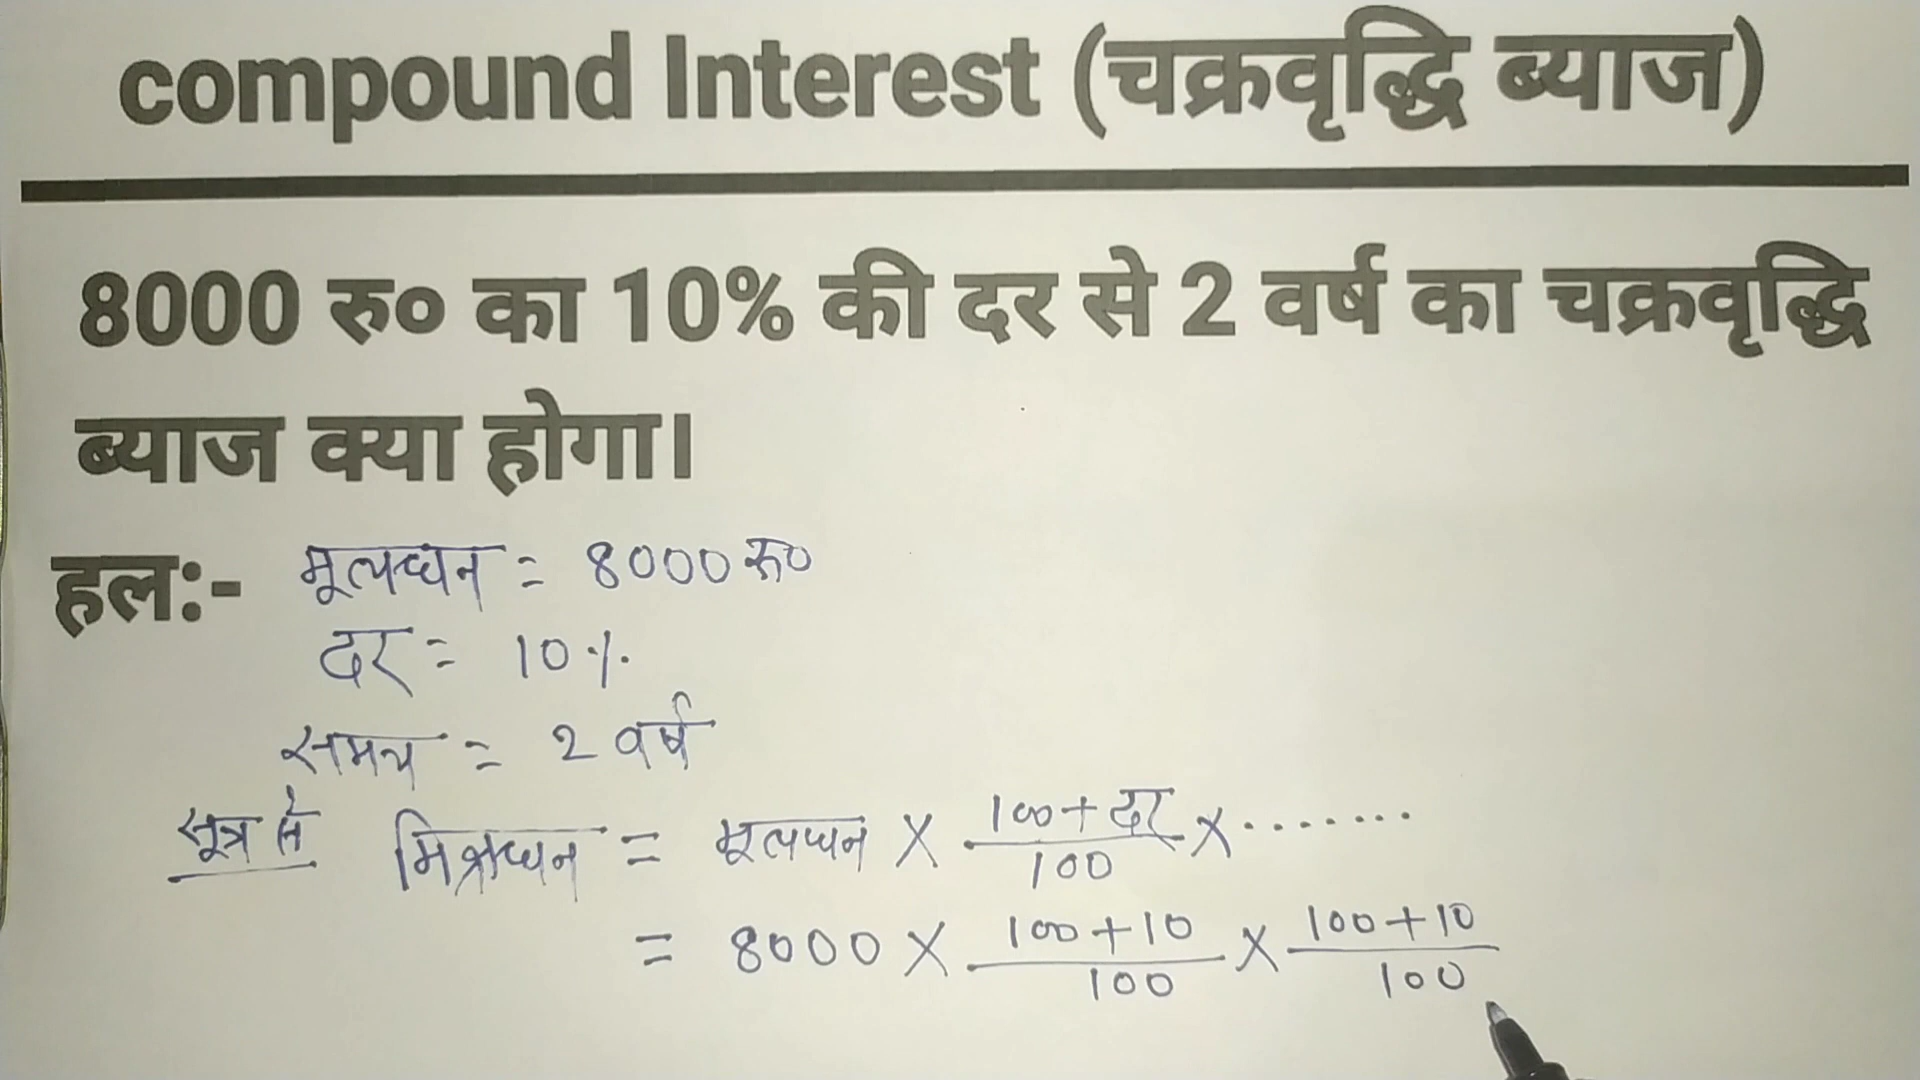 compound Interest (चक्रवृद्धि ब्याज)
8000 रु० का 10% की दर से 2 वर्ष का चक्रवृद्धि
ब्याज क्या होगा।
हल:- मूलधन = 8000 रु०
दर = 10%
समय = 2 वर्ष
सूत्र से मिश्रधन = मूलधन × (100+दर)/100 × ........
= 8000 × (100+10)/100 × (100+10)/100